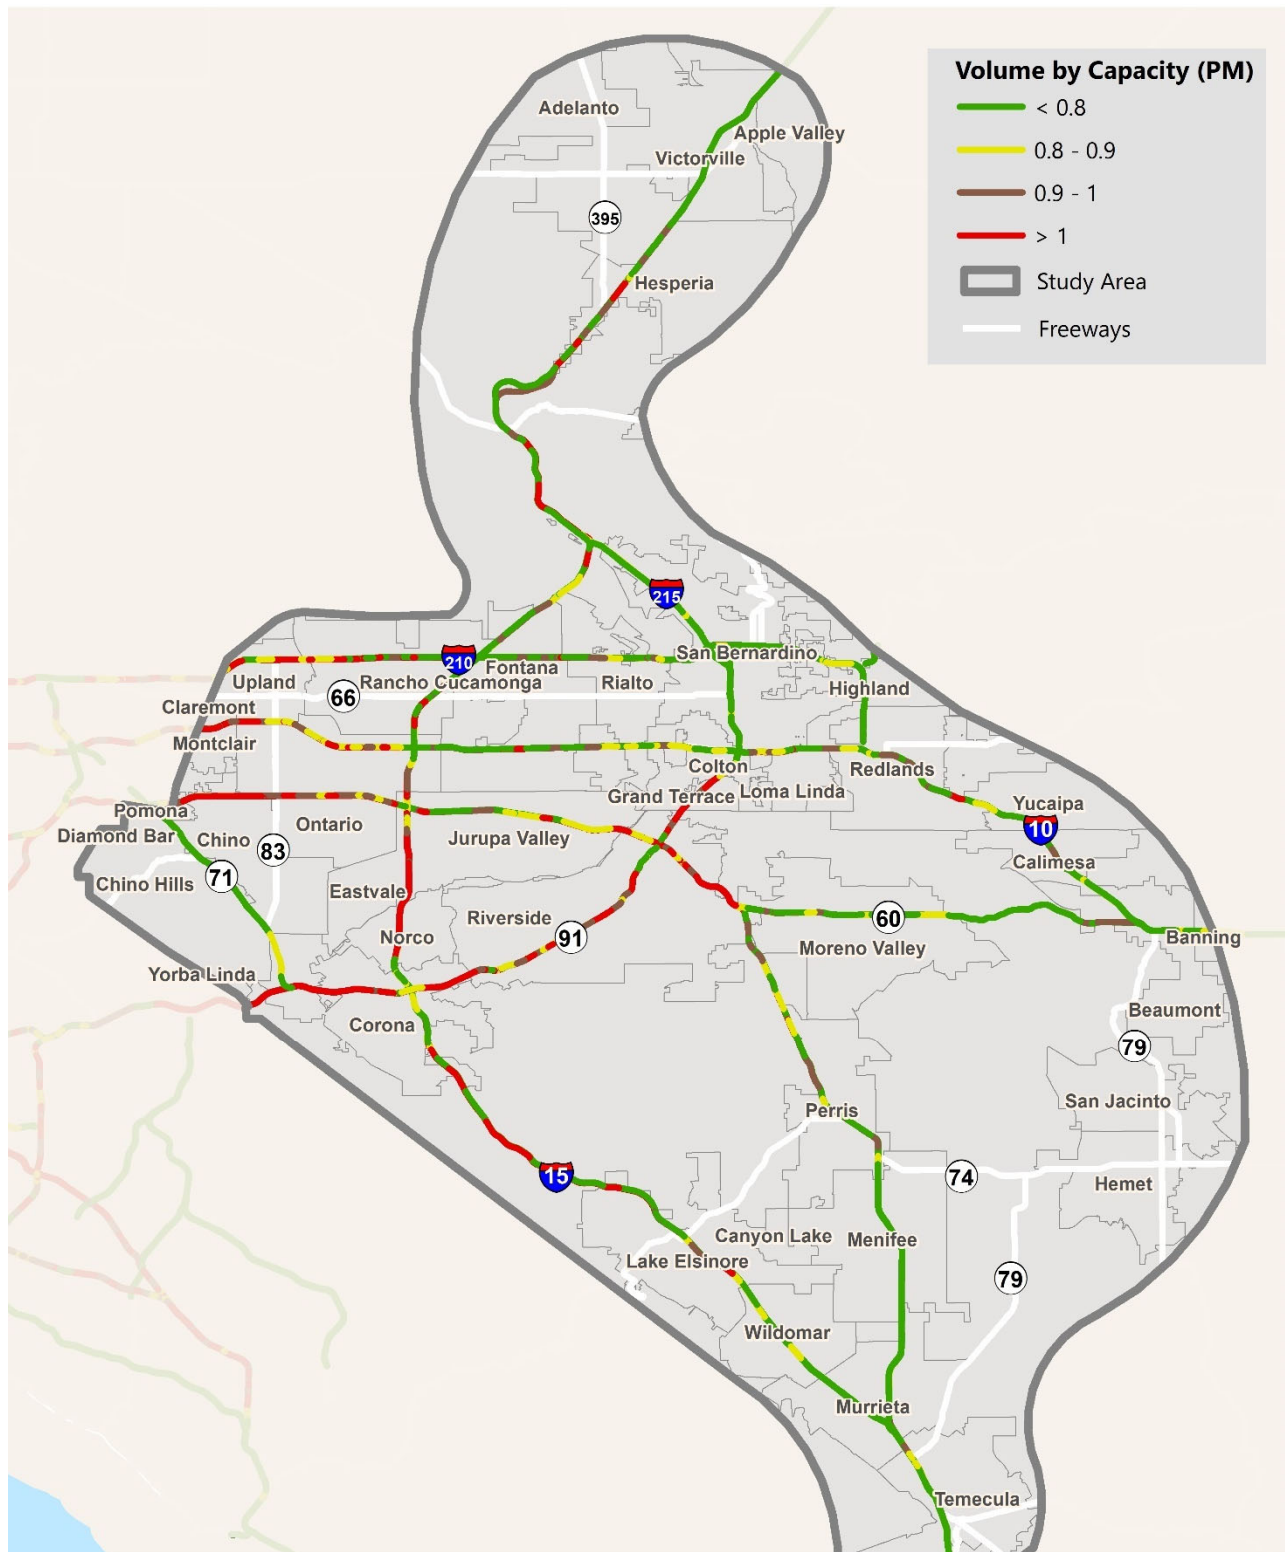 Volume by Capacity (PM)
< 0.8
0.8 - 0.9
0.9 - 1
> 1
Study Area
Freeways
Adelanto
Apple Valley
Victorville
395
Hesperia
215
San Bernardino
210
Fontana
Upland
66
Rancho Cucamonga
Rialto
Highland
Claremont
Montclair
Colton
Redlands
Grand Terrace
Loma Linda
Yucaipa
Pomona
Ontario
10
Diamond Bar
Chino
83
Jurupa Valley
Calimesa
Chino Hills
71
Eastvale
Riverside
60
Norco
91
Moreno Valley
Banning
Yorba Linda
Corona
Beaumont
79
San Jacinto
Perris
15
74
Hemet
Canyon Lake
Menifee
Lake Elsinore
79
Wildomar
Murrieta
Temecula